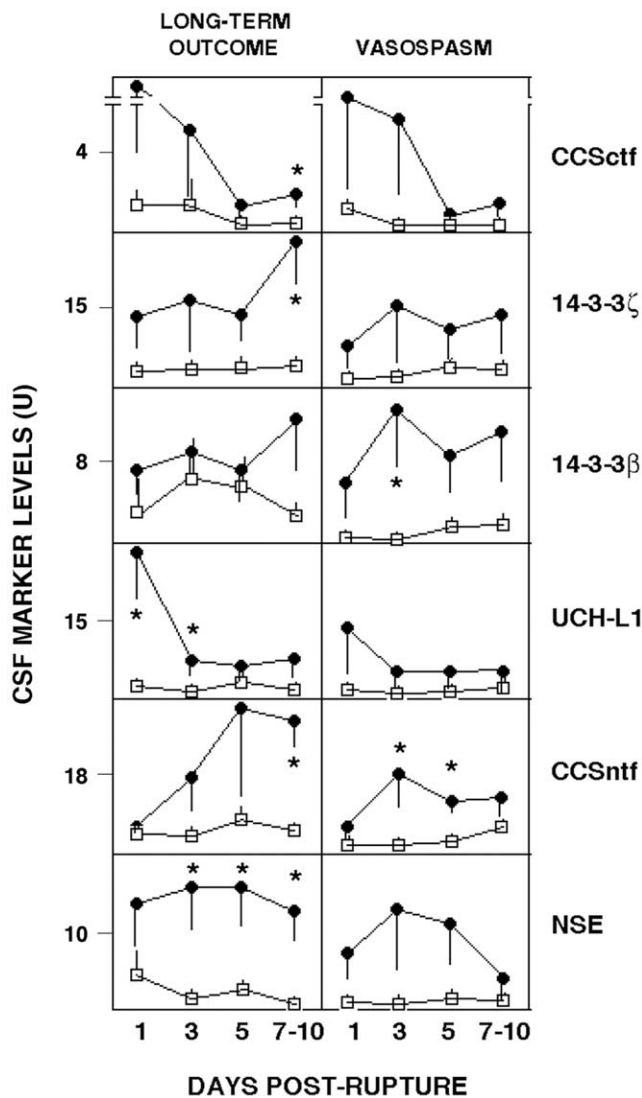 LONG-TERM
OUTCOME
VASOSPASM
CSF MARKER LEVELS (U)
4
*
CCSctf
15
*
14-3-3ζ
8
*
14-3-3β
15
* *
UCH-L1
18
* * *
CCSntf
10
* * *
NSE
1 3 5 7-10 1 3 5 7-10
DAYS POST-RUPTURE